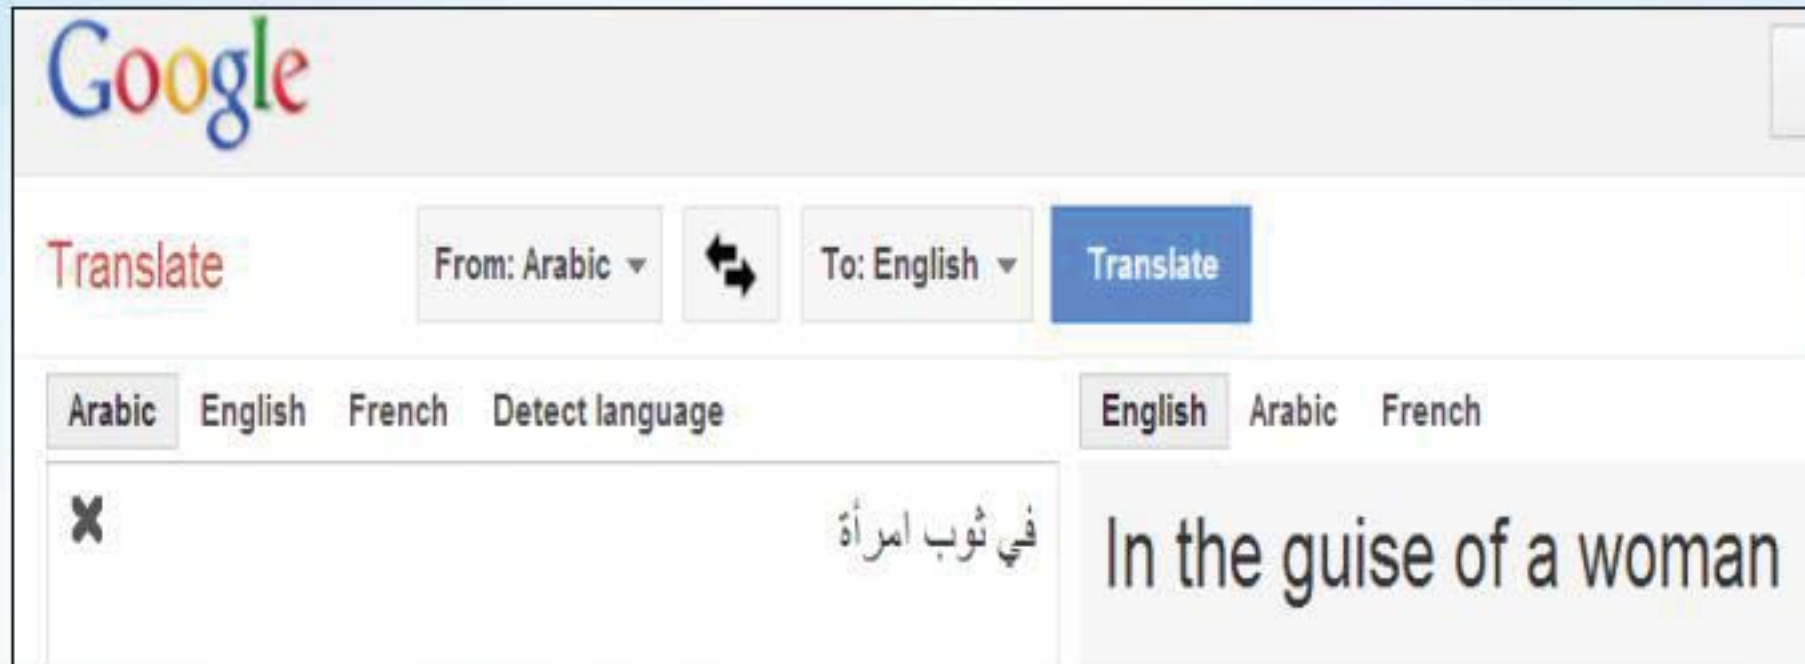 Google
Translate From: Arabic To: English Translate
Arabic English French Detect language
English Arabic French
في ثوب امرأة
In the guise of a woman